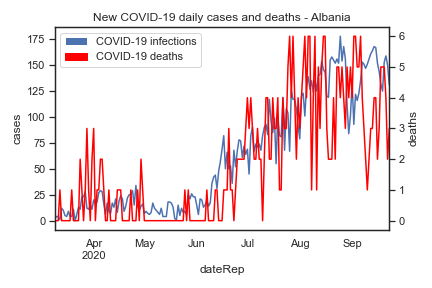 New COVID-19 daily cases and deaths - Albania
COVID-19 infections
COVID-19 deaths
175
150
125
100
75
50
25
0
cases
6
5
4
3
2
1
0
deaths
Apr May Jun Jul Aug Sep
2020
dateRep